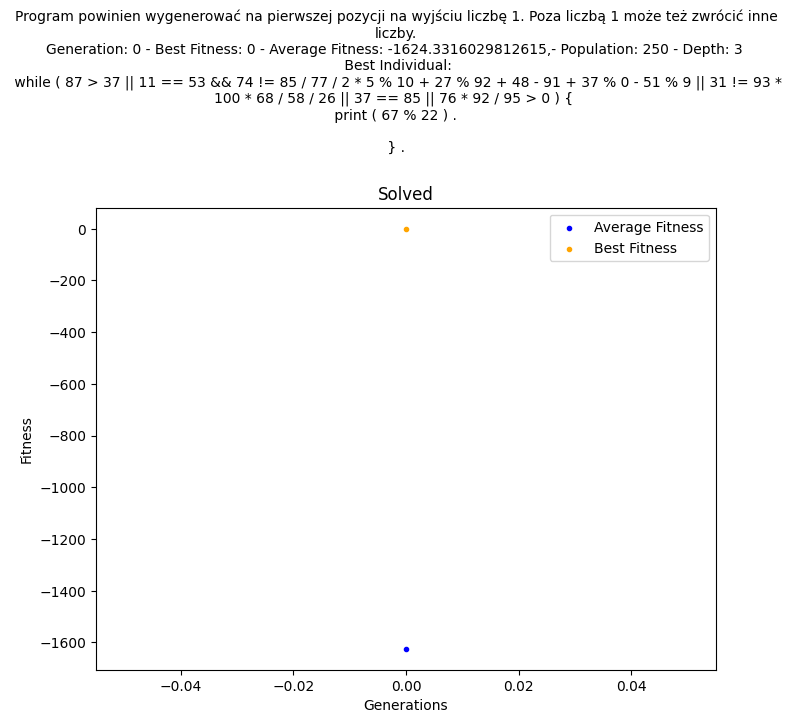 Program powinien wygenerować na pierwszej pozycji na wyjściu liczbę 1. Poza liczbą 1 może też zwrócić inne
liczby.
Generation: 0 - Best Fitness: 0 - Average Fitness: -1624.3316029812615,- Population: 250 - Depth: 3
Best Individual:
while ( 87 > 37 || 11 == 53 && 74 != 85 / 77 / 2 * 5 % 10 + 27 % 92 + 48 - 91 + 37 % 0 - 51 % 9 || 31 != 93 *
100 * 68 / 58 / 26 || 37 == 85 || 76 * 92 / 95 > 0 ) {
print ( 67 % 22 ) .
} .
Solved
Average Fitness
Best Fitness
0
−200
−400
−600
−800
−1000
−1200
−1400
−1600
Fitness
−0.04
−0.02
0.00
0.02
0.04
Generations